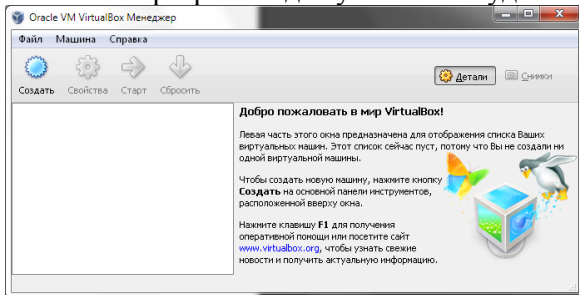 Oracle VM VirtualBox Менеджер
Файл Машина Справка
Создать Свойства Старт Сбросить
Детали Снимки
Добро пожаловать в мир VirtualBox!
Левая часть этого окна предназначена для отображения списка Ваших
виртуальных машин. Этот список сейчас пуст, потому что Вы не создали ни
одной виртуальной машины.
Чтобы создать новую машину, нажмите кнопку
Создать на основной панели инструментов,
расположенной вверху окна.
Нажмите клавишу F1 для получения
оперативной помощи или посетите сайт
www.virtualbox.org, чтобы узнать свежие
новости и получить актуальную информацию.